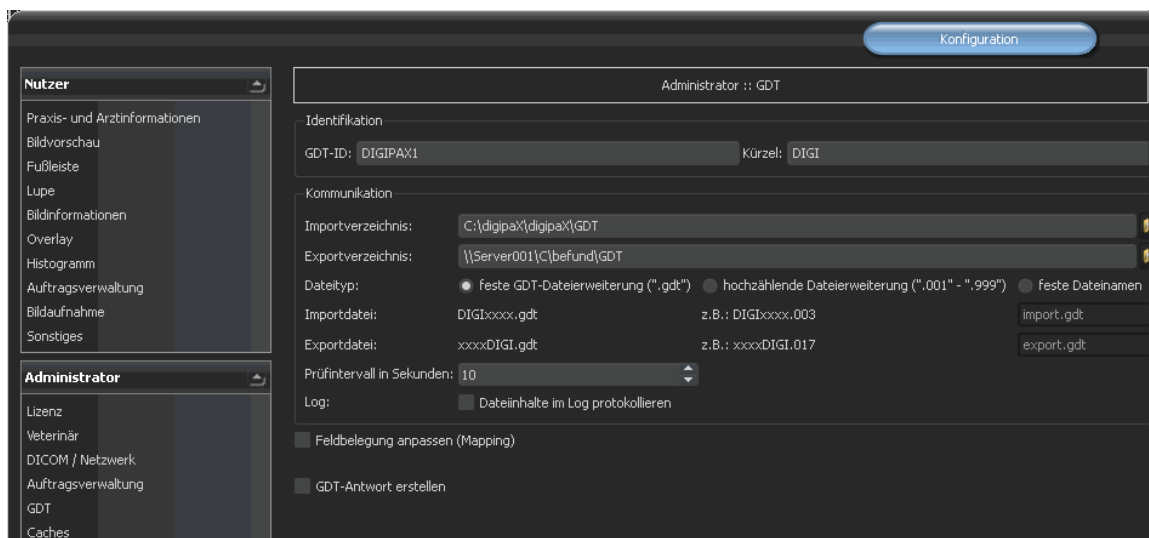 Konfiguration
Nutzer
Praxis- und Arztinformationen
Bildvorschau
Fußleiste
Lupe
Bildinformationen
Overlay
Histogramm
Auftragsverwaltung
Bildaufnahme
Sonstiges
Administrator
Lizenz
Veterinär
DICOM / Netzwerk
Auftragsverwaltung
GDT
Caches
Administrator :: GDT
Identifikation
GDT-ID: DIGIPAX1 Kürzel: DIGI
Kommunikation
Importverzeichnis: C:\digipaX\digipaX\GDT
Exportverzeichnis: \\Server001\C\befund\GDT
Dateityp: feste GDT-Dateierweiterung (".gdt") hochzählende Dateierweiterung (".001" - ".999") feste Dateinamen
Importdatei: DIGIxxxx.gdt z.B.: DIGIxxxx.003 import.gdt
Exportdatei: xxxxDIGI.gdt z.B.: xxxxDIGI.017 export.gdt
Prüfintervall in Sekunden: 10
Log: Dateiinhalte im Log protokollieren
Feldbelegung anpassen (Mapping)
GDT-Antwort erstellen